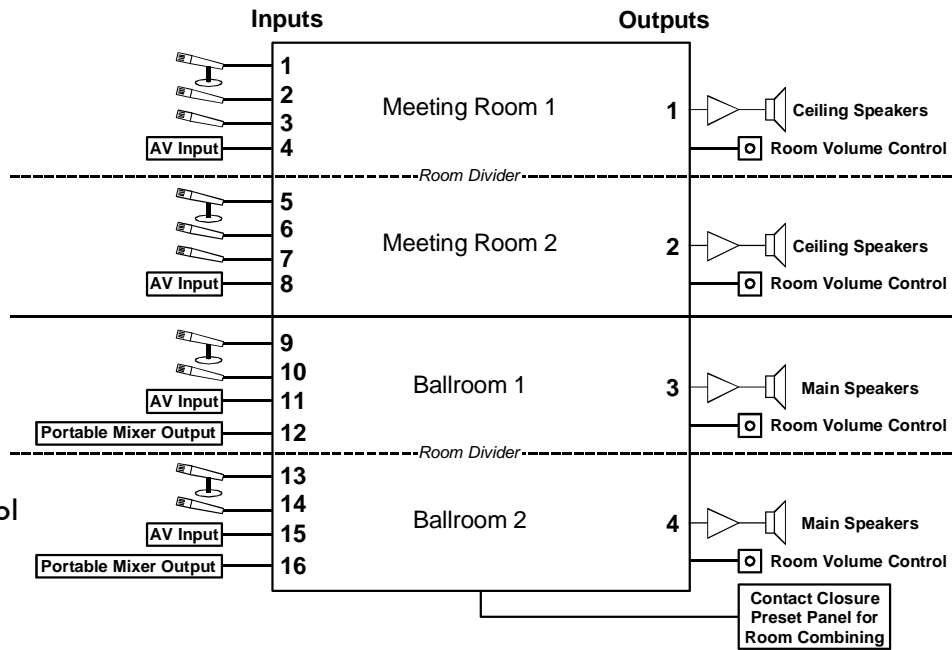 Inputs Outputs
1
2
3
AV Input 4
Meeting Room 1
1 Ceiling Speakers
Room Volume Control
Room Divider
5
6
7
AV Input 8
Meeting Room 2
2 Ceiling Speakers
Room Volume Control
9
10
AV Input 11
Portable Mixer Output 12
Ballroom 1
3 Main Speakers
Room Volume Control
Room Divider
13
14
ol
AV Input 15
Portable Mixer Output 16
Ballroom 2
4 Main Speakers
Room Volume Control
Contact Closure
Preset Panel for
Room Combining